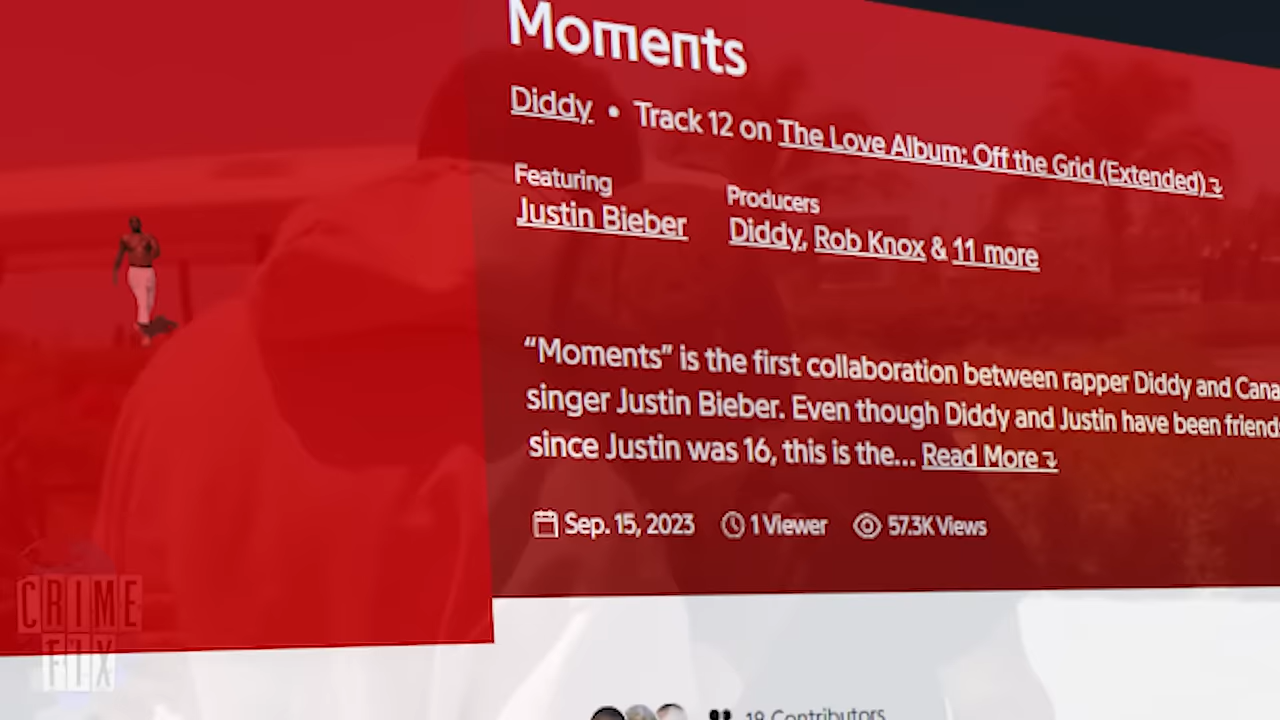 Moments
Diddy • Track 12 on The Love Album: Off the Grid (Extended)
Featuring
Justin Bieber
Producers
Diddy, Rob Knox & 11 more
“Moments” is the first collaboration between rapper Diddy and Cana
singer Justin Bieber. Even though Diddy and Justin have been friends
since Justin was 16, this is the... Read More
Sep. 15, 2023 1 Viewer 57.3K Views
CRIME
FIX
Contributors